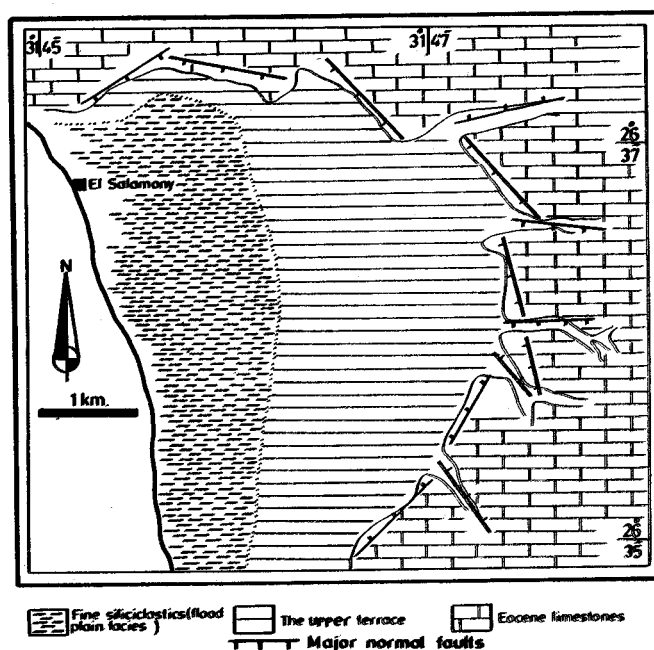 31 45
31 47
26
37
El Salamony
N
1 km.
26
35
Fine siliciclastics(flood
plain facies )
The upper terrace
Eocene limestones
Major normal faults